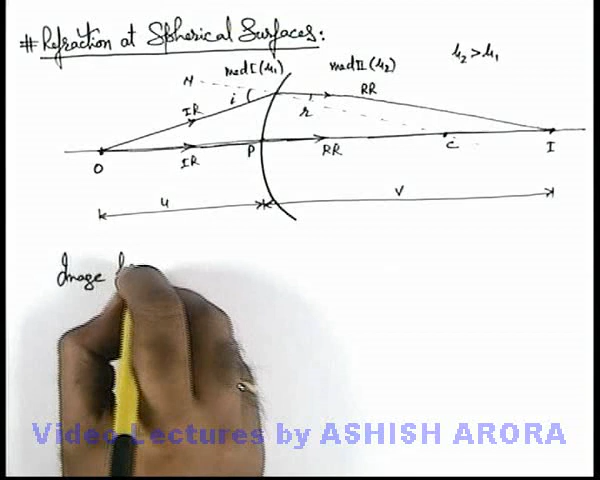 # Refraction at Spherical Surfaces:
med I (μ₁) med II (μ₂) μ₂ > μ₁
N i IR r RR
O IR P RR C I
u v
Image
Video Lectures by ASHISH ARORA